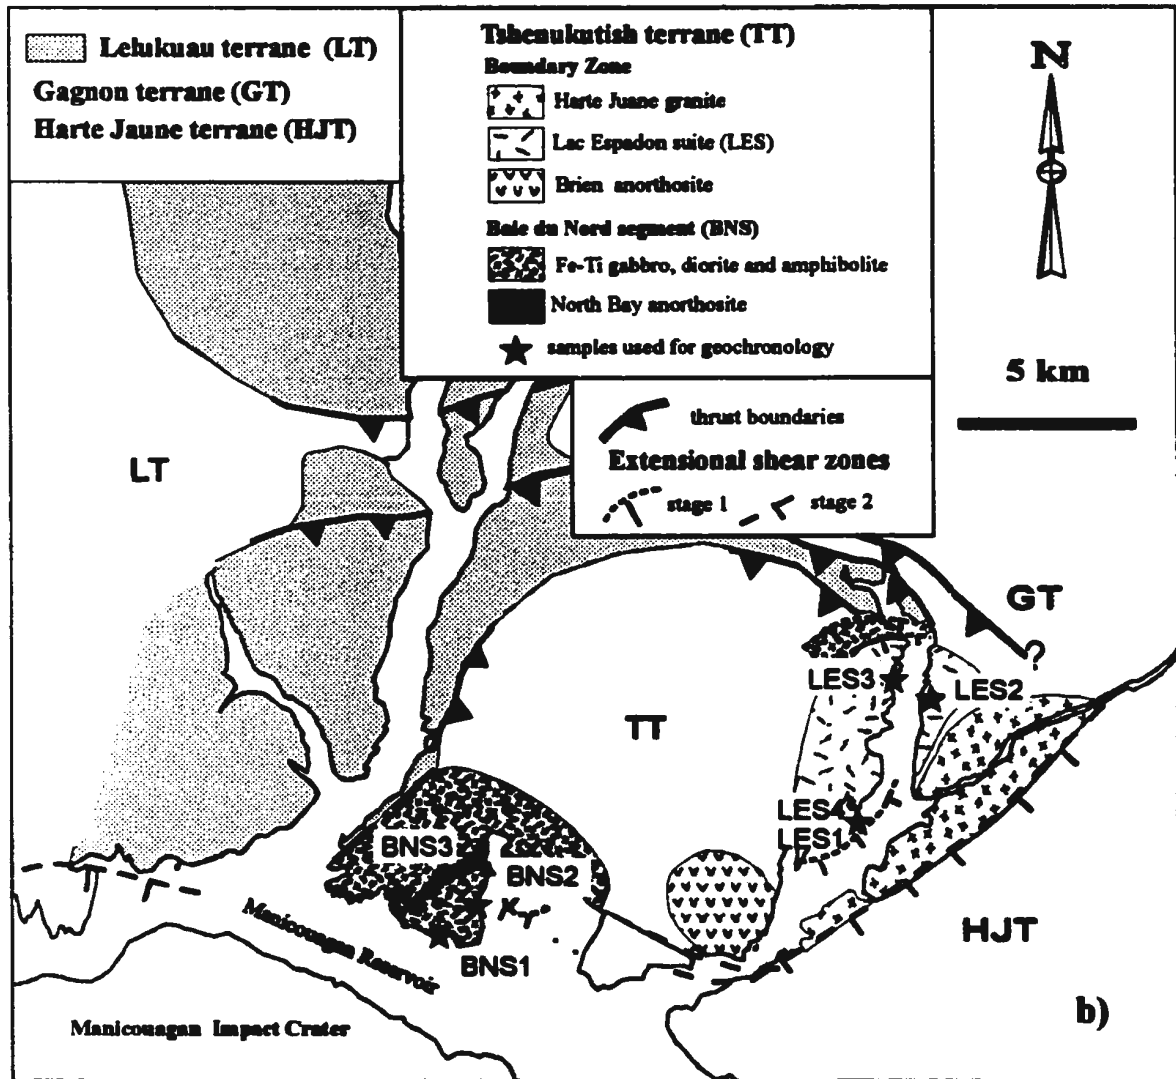 Lelukuau terrane (LT)
Gagnon terrane (GT)
Harte Jaune terrane (HJT)
Tshenukutish terrane (TT)
Boundary Zone
Harte Juane granite
Lac Espadon suite (LES)
Brien anorthosite
Baie du Nord segment (BNS)
Fe-Ti gabbro, diorite and amphibolite
North Bay anorthosite
samples used for geochronology
N
5 km
thrust boundaries
Extensional shear zones
stage 1
stage 2
LT
GT
?
LES3
LES2
TT
LES4
LES1
BNS3
BNS2
BNS1
HJT
Manicouagan Reservoir
Manicouagan Impact Crater
b)